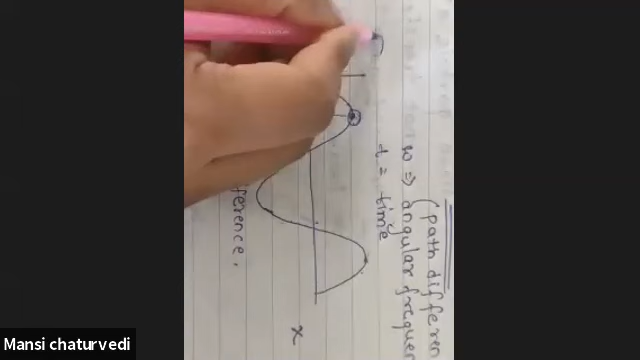 (path differen
ω ⇒ angular frequen
t = time
ference.
x
Mansi chaturvedi